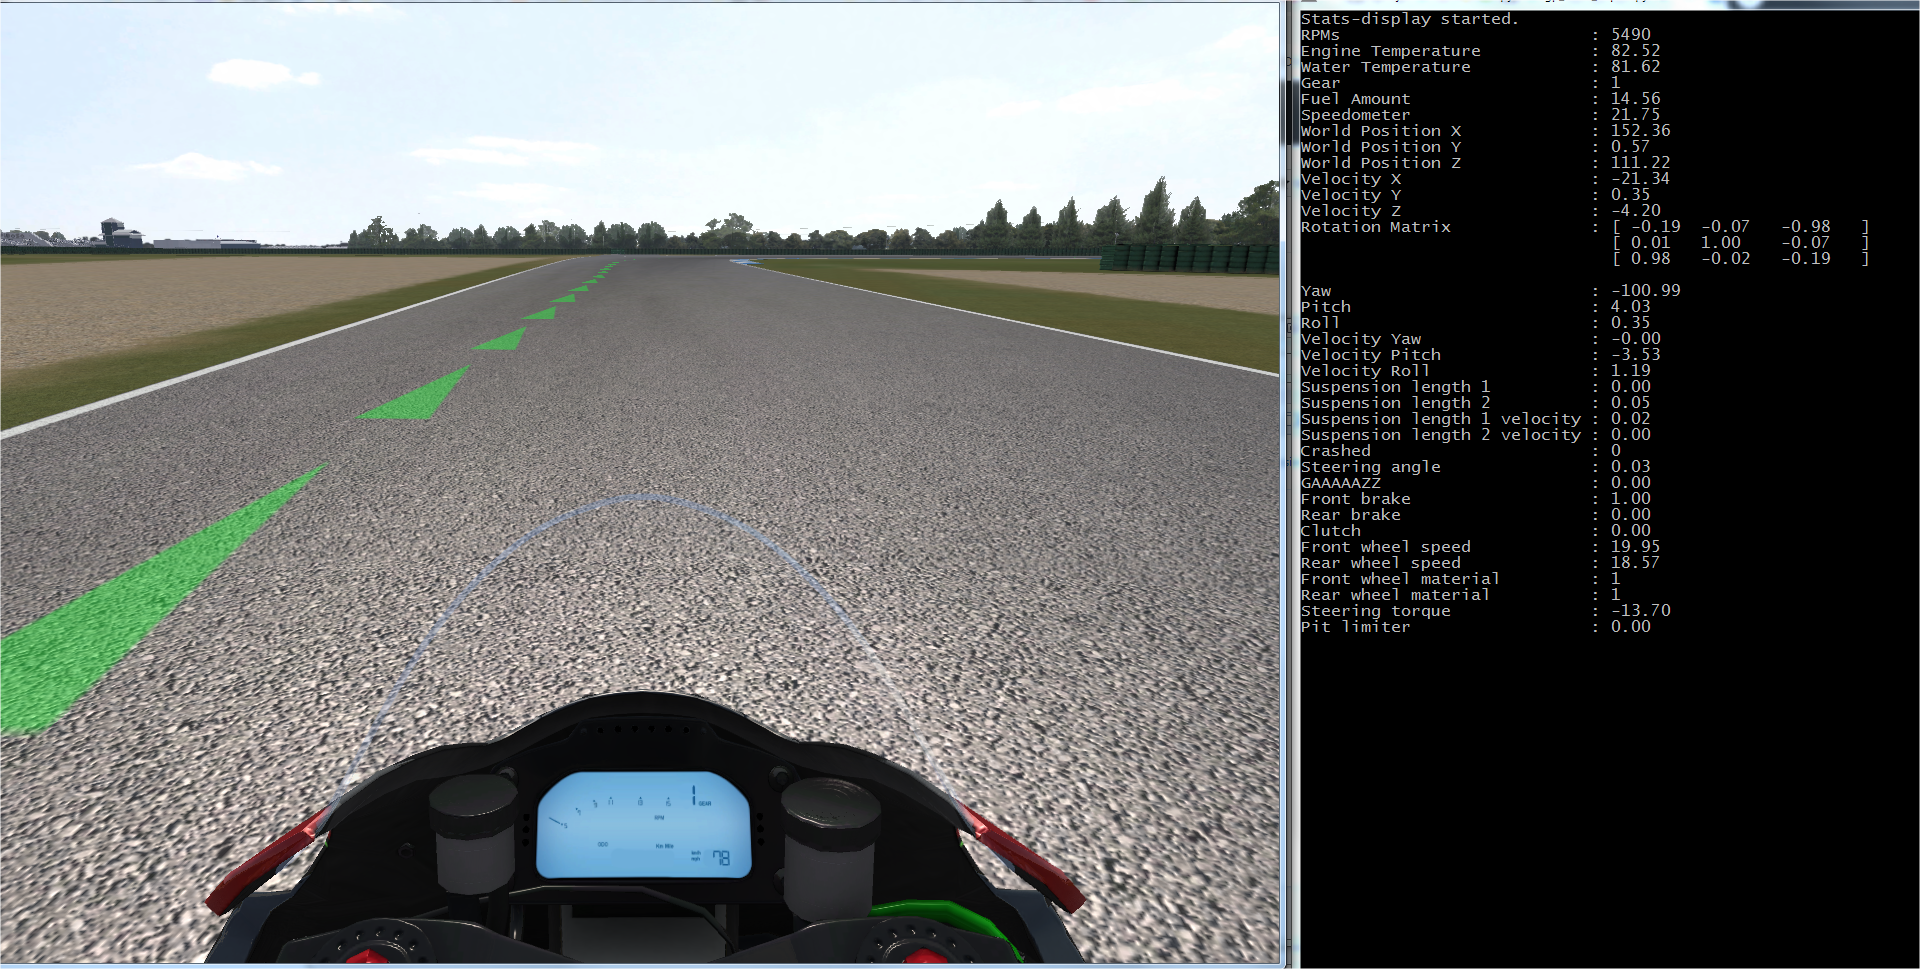 Stats-display started.
RPMs : 5490
Engine Temperature : 82.52
Water Temperature : 81.62
Gear : 1
Fuel Amount : 14.56
Speedometer : 21.75
World Position X : 152.36
World Position Y : 0.57
World Position Z : 111.22
Velocity X : -21.34
Velocity Y : 0.35
Velocity Z : -4.20
Rotation Matrix : [ -0.19 -0.07 -0.98 ]
[ 0.01 1.00 -0.07 ]
[ 0.98 -0.02 -0.19 ]
Yaw : -100.99
Pitch : 4.03
Roll : 0.35
Velocity Yaw : -0.00
Velocity Pitch : -3.53
Velocity Roll : 1.19
Suspension length 1 : 0.00
Suspension length 2 : 0.05
Suspension length 1 velocity : 0.02
Suspension length 2 velocity : 0.00
Crashed : 0
Steering angle : 0.03
GAAAAAZZ : 0.00
Front brake : 1.00
Rear brake : 0.00
Clutch : 0.00
Front wheel speed : 19.95
Rear wheel speed : 18.57
Front wheel material : 1
Rear wheel material : 1
Steering torque : -13.70
Pit limiter : 0.00
1 GEAR
RPM
78